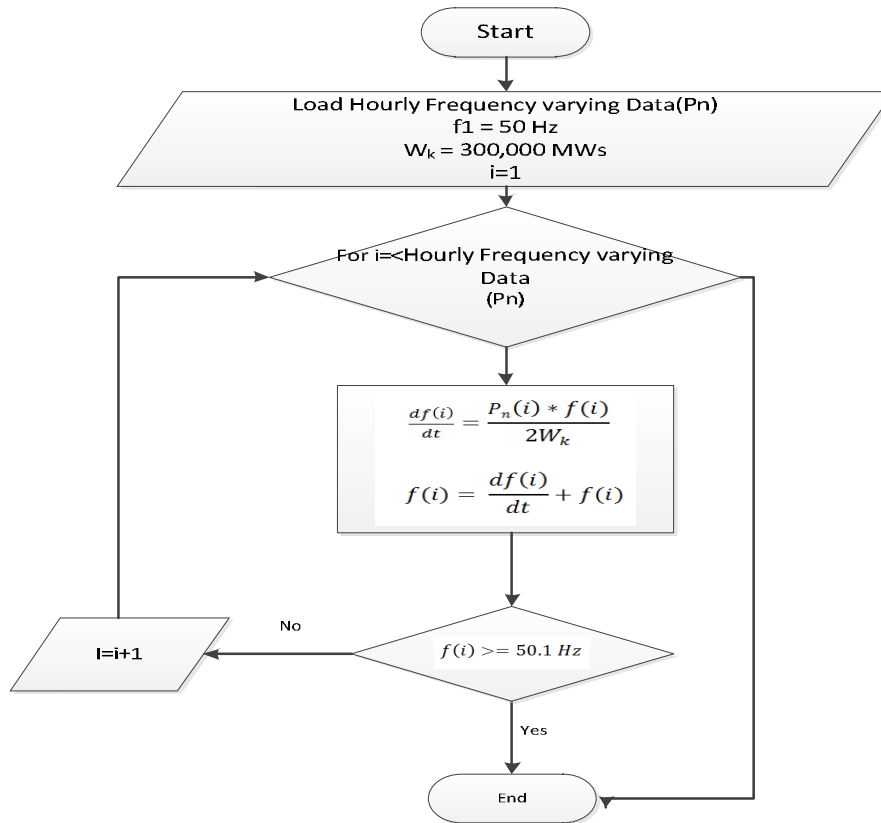 Start
Load Hourly Frequency varying Data(Pn)
f1 = 50 Hz
Wₖ = 300,000 MWs
i=1
For i=<Hourly Frequency varying
Data
(Pn)
df(i)/dt = Pₙ(i) * f(i)/2Wₖ
f(i) = df(i)/dt + f(i)
No
I=i+1
f(i) >= 50.1 Hz
Yes
End